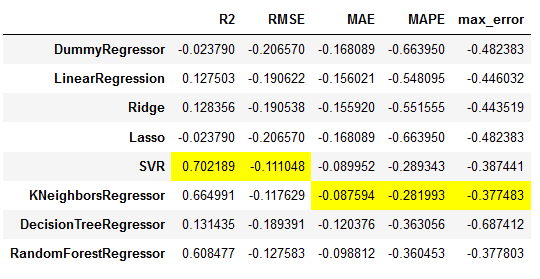 R2 RMSE MAE MAPE max_error
DummyRegressor -0.023790 -0.206570 -0.168089 -0.663950 -0.482383
LinearRegression 0.127503 -0.190622 -0.156021 -0.548095 -0.446032
Ridge 0.128356 -0.190538 -0.155920 -0.551555 -0.443519
Lasso -0.023790 -0.206570 -0.168089 -0.663950 -0.482383
SVR 0.702189 -0.111048 -0.089952 -0.289343 -0.387441
KNeighborsRegressor 0.664991 -0.117629 -0.087594 -0.281993 -0.377483
DecisionTreeRegressor 0.131435 -0.189391 -0.120376 -0.363056 -0.687412
RandomForestRegressor 0.608477 -0.127583 -0.098812 -0.360453 -0.377803